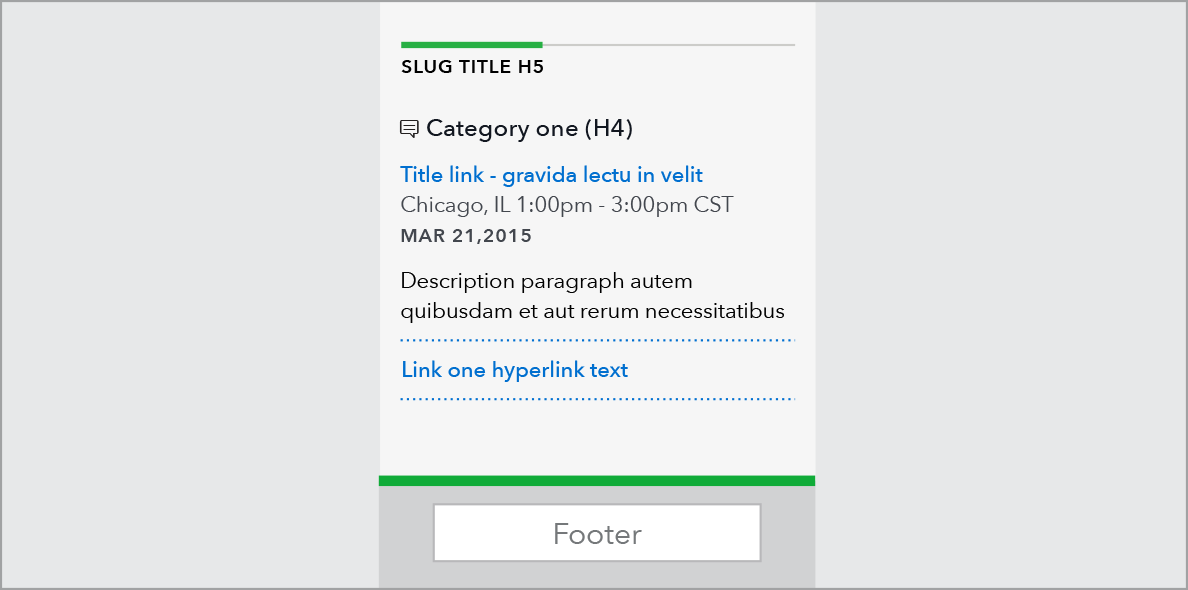 SLUG TITLE H5
Category one (H4)
Title link - gravida lectu in velit
Chicago, IL 1:00pm - 3:00pm CST
MAR 21,2015
Description paragraph autem
quibusdam et aut rerum necessitatibus
Link one hyperlink text
Footer